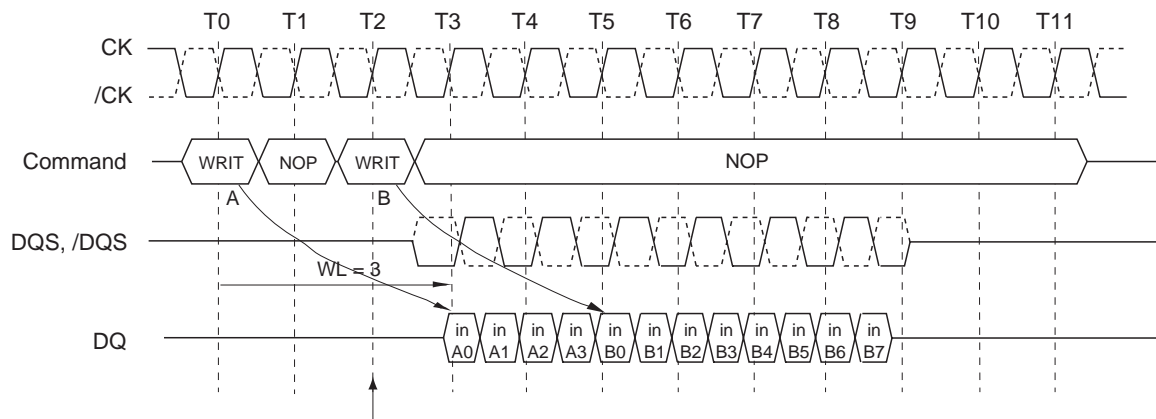 T0 T1 T2 T3 T4 T5 T6 T7 T8 T9 T10 T11
CK
/CK
Command WRIT NOP WRIT NOP
A B
DQS, /DQS
WL = 3
DQ
in in in in in in in in in in in in
A0 A1 A2 A3 B0 B1 B2 B3 B4 B5 B6 B7